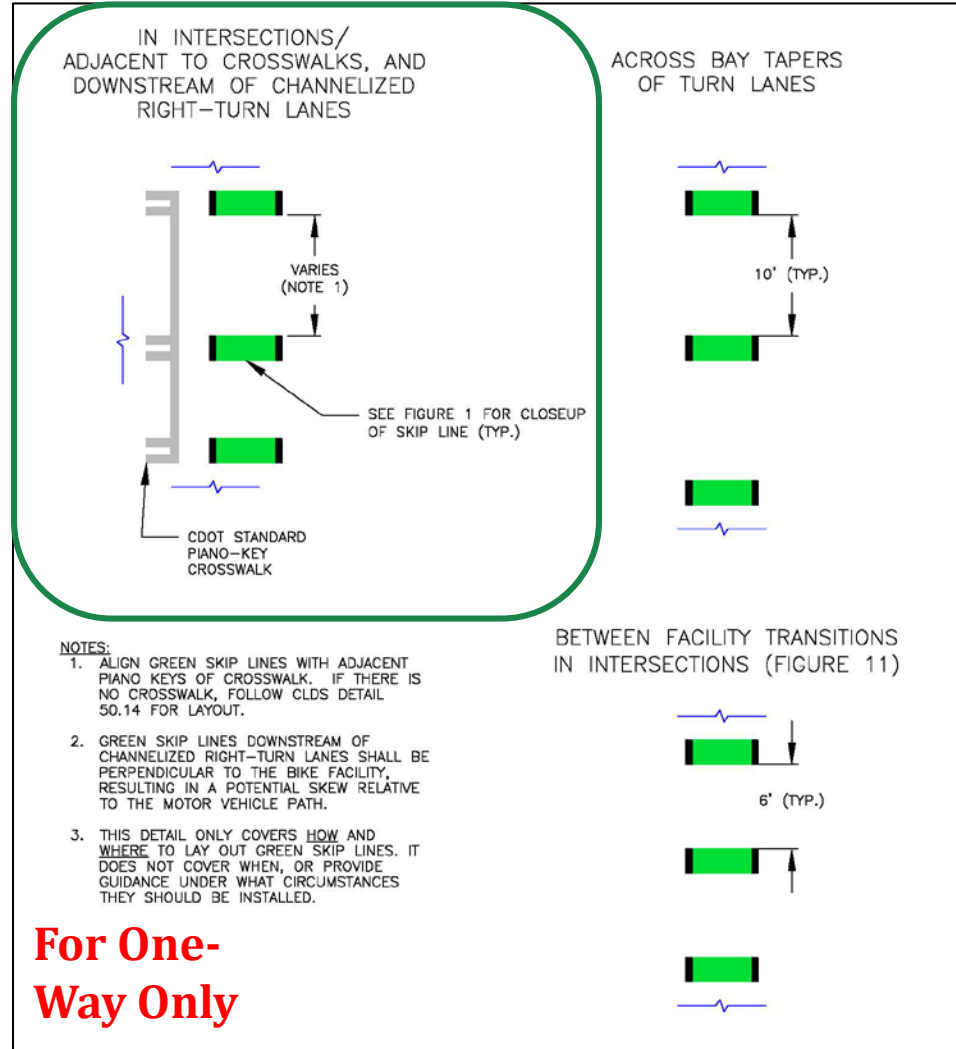 IN INTERSECTIONS/
ADJACENT TO CROSSWALKS, AND
DOWNSTREAM OF CHANNELIZED
RIGHT-TURN LANES
VARIES
(NOTE 1)
SEE FIGURE 1 FOR CLOSEUP
OF SKIP LINE (TYP.)
CDOT STANDARD
PIANO-KEY
CROSSWALK
ACROSS BAY TAPERS
OF TURN LANES
10' (TYP.)
NOTES:
1. ALIGN GREEN SKIP LINES WITH ADJACENT
PIANO KEYS OF CROSSWALK. IF THERE IS
NO CROSSWALK, FOLLOW CLDS DETAIL
50.14 FOR LAYOUT.
2. GREEN SKIP LINES DOWNSTREAM OF
CHANNELIZED RIGHT-TURN LANES SHALL BE
PERPENDICULAR TO THE BIKE FACILITY,
RESULTING IN A POTENTIAL SKEW RELATIVE
TO THE MOTOR VEHICLE PATH.
3. THIS DETAIL ONLY COVERS HOW AND
WHERE TO LAY OUT GREEN SKIP LINES. IT
DOES NOT COVER WHEN, OR PROVIDE
GUIDANCE UNDER WHAT CIRCUMSTANCES
THEY SHOULD BE INSTALLED.
For One-
Way Only
BETWEEN FACILITY TRANSITIONS
IN INTERSECTIONS (FIGURE 11)
6' (TYP.)